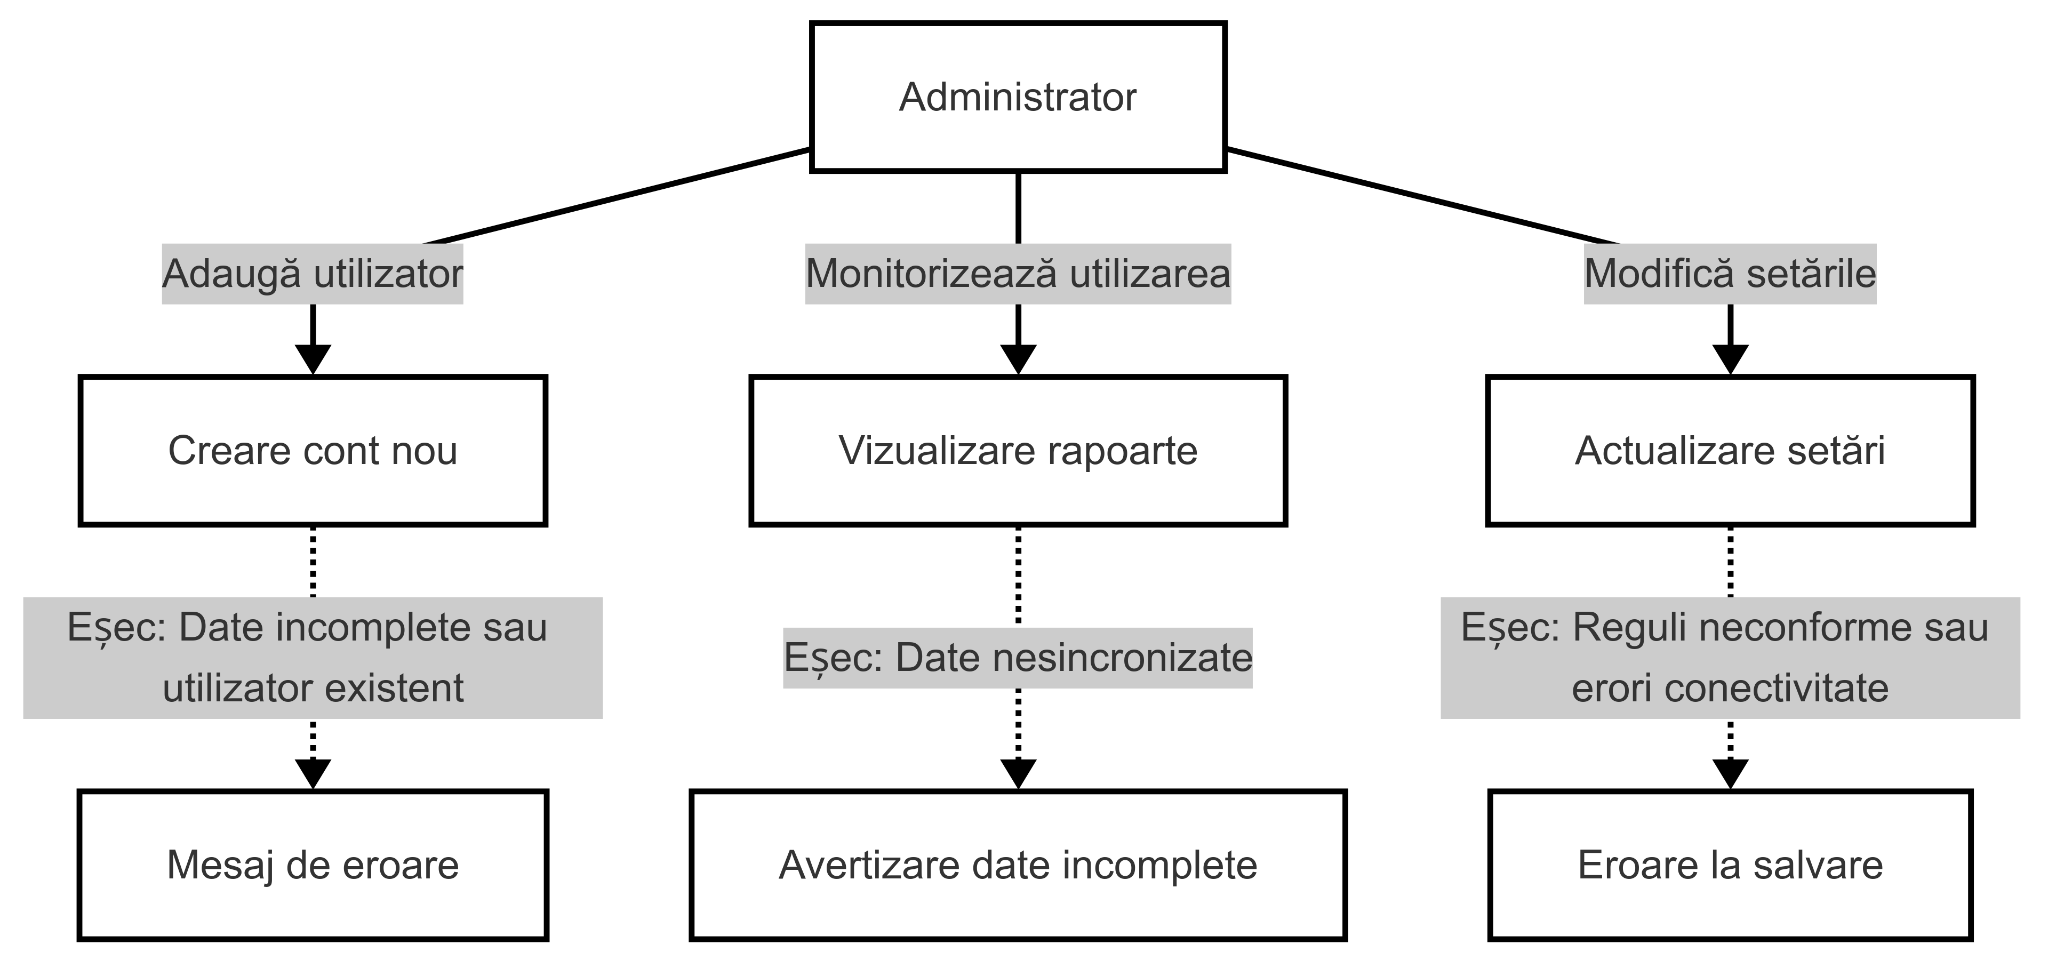 Administrator
Adaugă utilizator
Monitorizează utilizarea
Modifică setările
Creare cont nou
Vizualizare rapoarte
Actualizare setări
Eșec: Date incomplete sau
utilizator existent
Eșec: Date nesincronizate
Eșec: Reguli neconforme sau
erori conectivitate
Mesaj de eroare
Avertizare date incomplete
Eroare la salvare